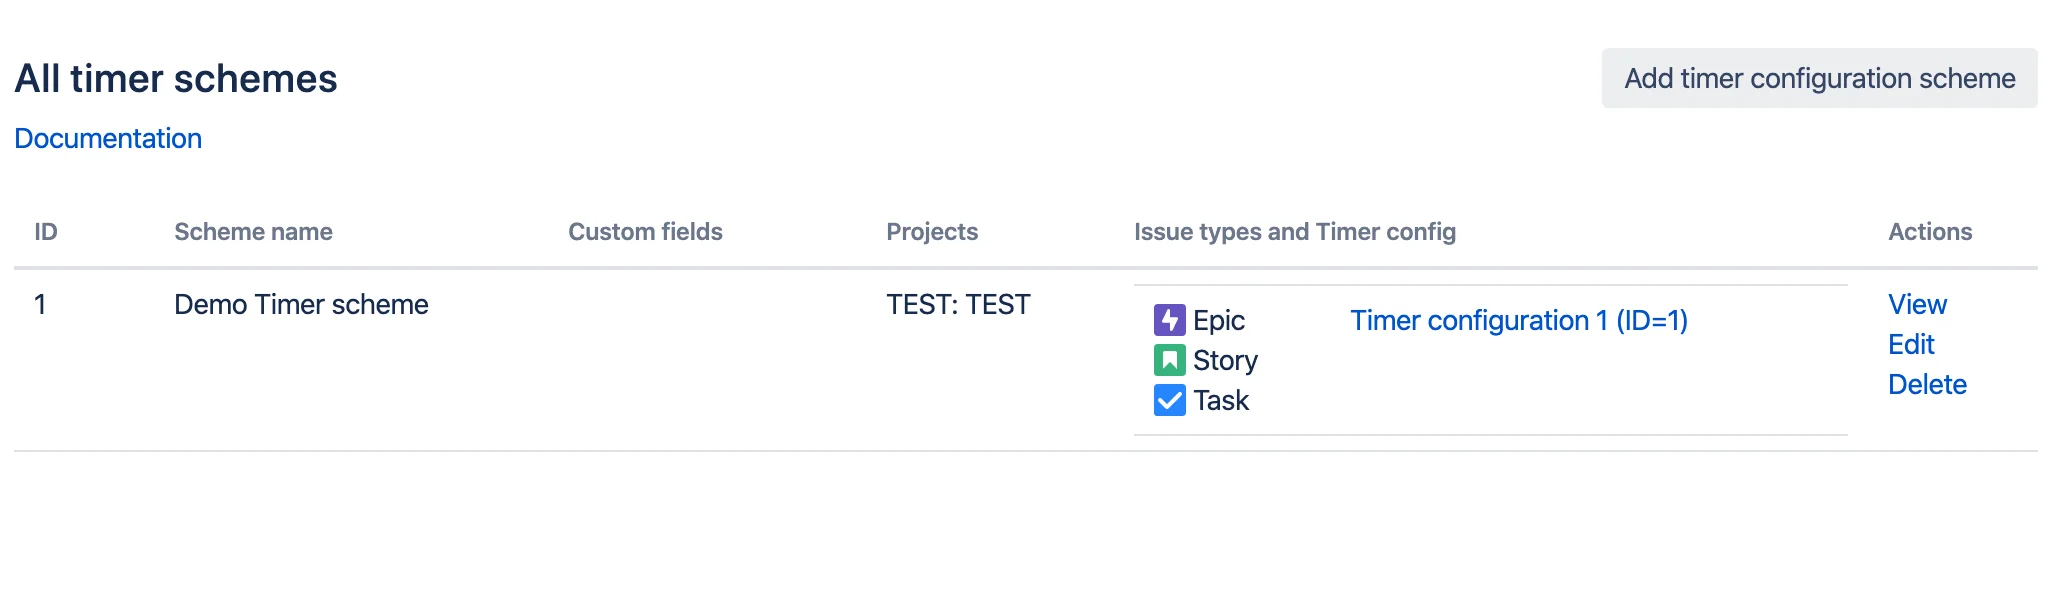 All timer schemes
Add timer configuration scheme
Documentation
ID Scheme name Custom fields Projects Issue types and Timer config Actions
1 Demo Timer scheme TEST: TEST Epic Timer configuration 1 (ID=1) View
Story Edit
Task Delete